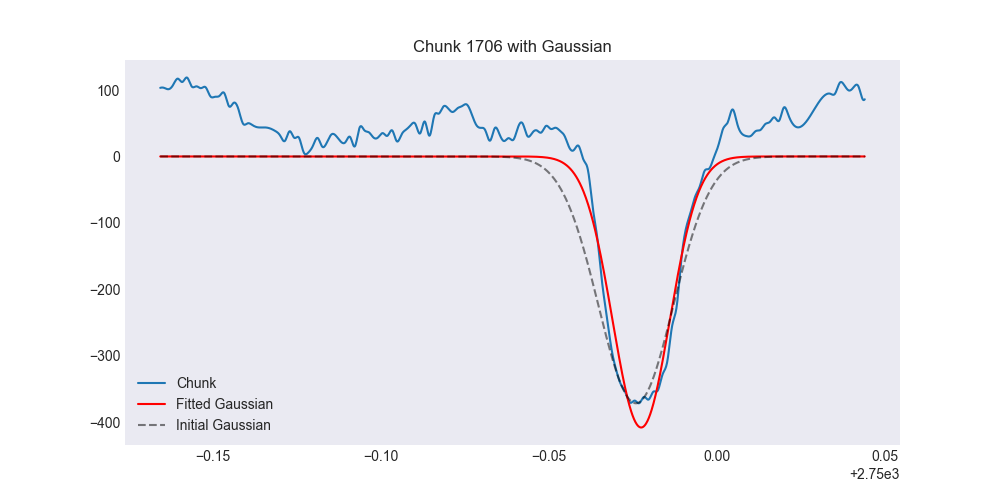 Chunk 1706 with Gaussian
100
0
−100
−200
−300
−400
Chunk
Fitted Gaussian
Initial Gaussian
−0.15 −0.10 −0.05 0.00 0.05
+2.75e3